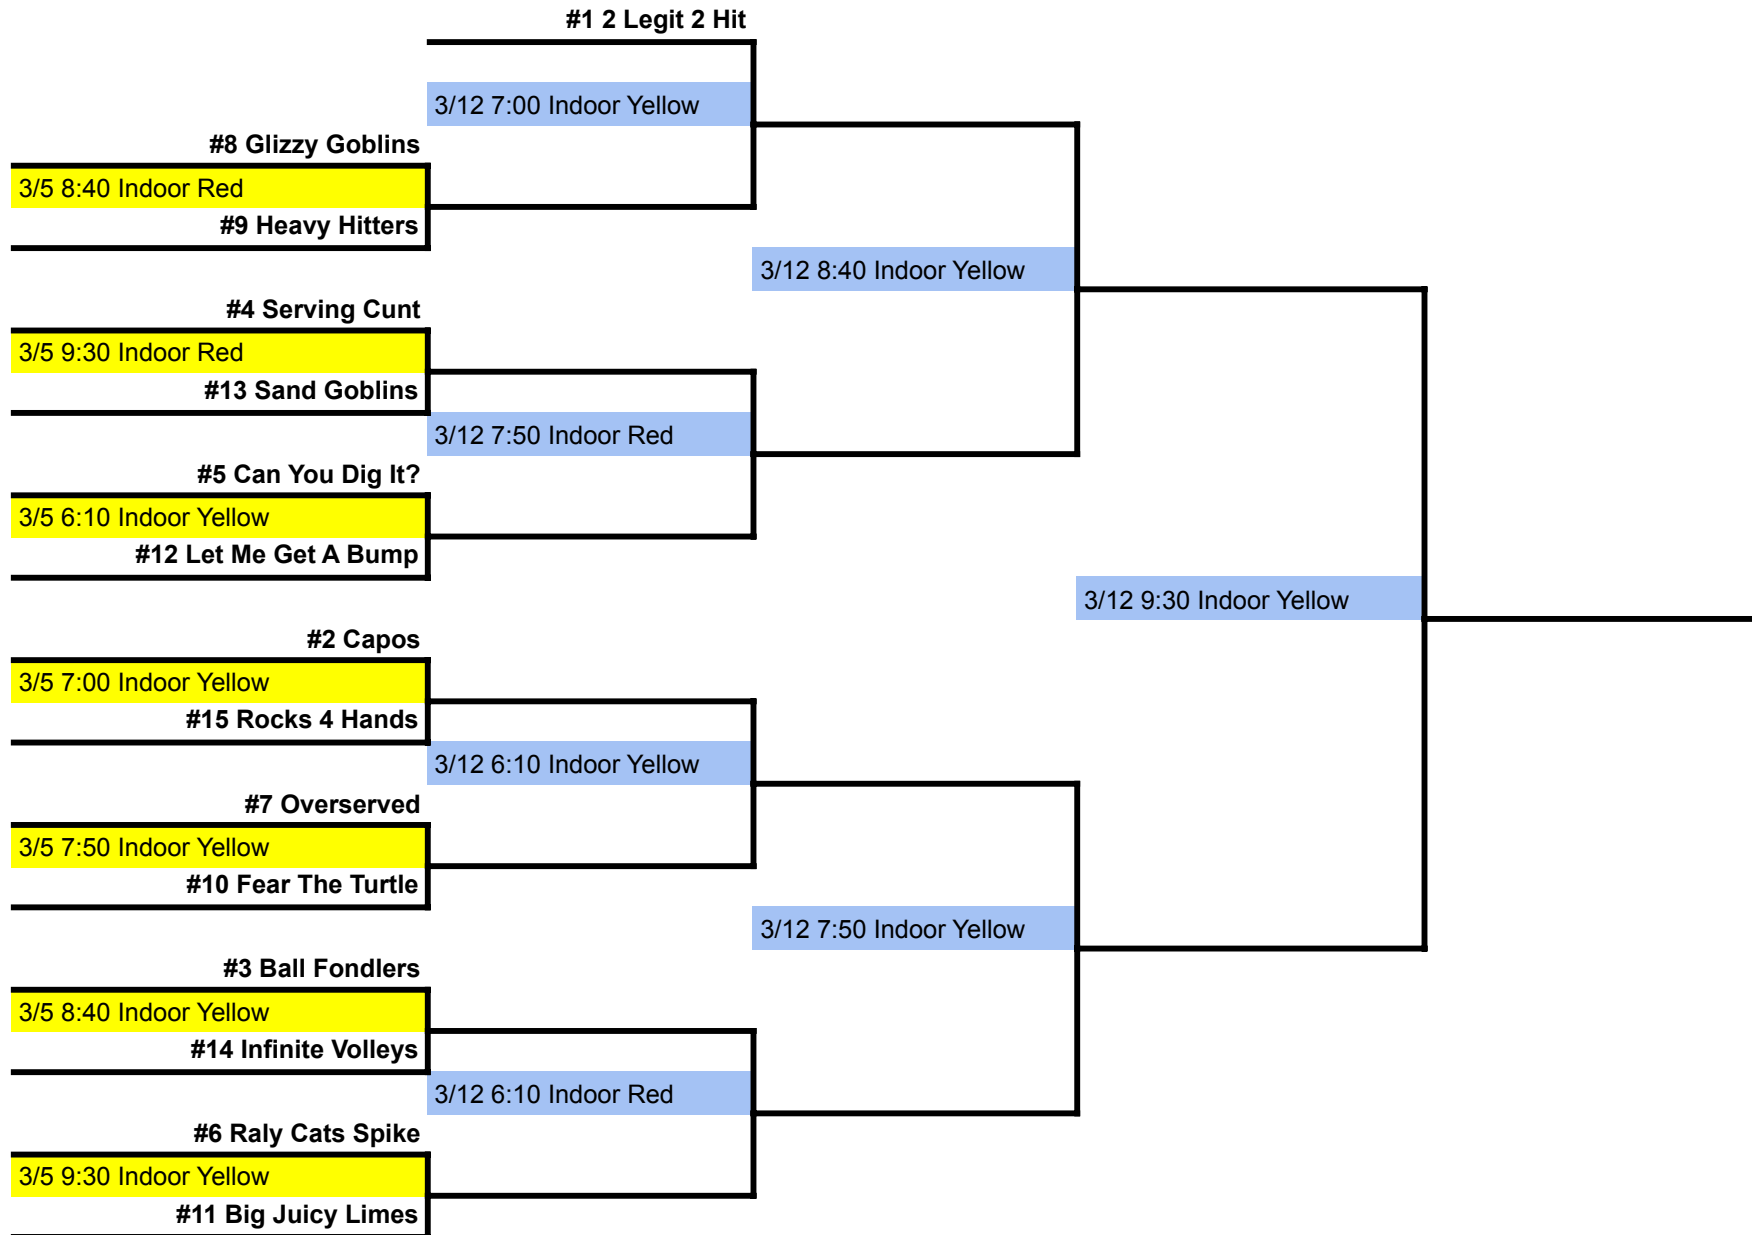 #1 2 Legit 2 Hit
3/12 7:00 Indoor Yellow
#8 Glizzy Goblins
3/5 8:40 Indoor Red
#9 Heavy Hitters
3/12 8:40 Indoor Yellow
#4 Serving Cunt
3/5 9:30 Indoor Red
#13 Sand Goblins
3/12 7:50 Indoor Red
#5 Can You Dig It?
3/5 6:10 Indoor Yellow
#12 Let Me Get A Bump
3/12 9:30 Indoor Yellow
#2 Capos
3/5 7:00 Indoor Yellow
#15 Rocks 4 Hands
3/12 6:10 Indoor Yellow
#7 Overserved
3/5 7:50 Indoor Yellow
#10 Fear The Turtle
3/12 7:50 Indoor Yellow
#3 Ball Fondlers
3/5 8:40 Indoor Yellow
#14 Infinite Volleys
3/12 6:10 Indoor Red
#6 Raly Cats Spike
3/5 9:30 Indoor Yellow
#11 Big Juicy Limes